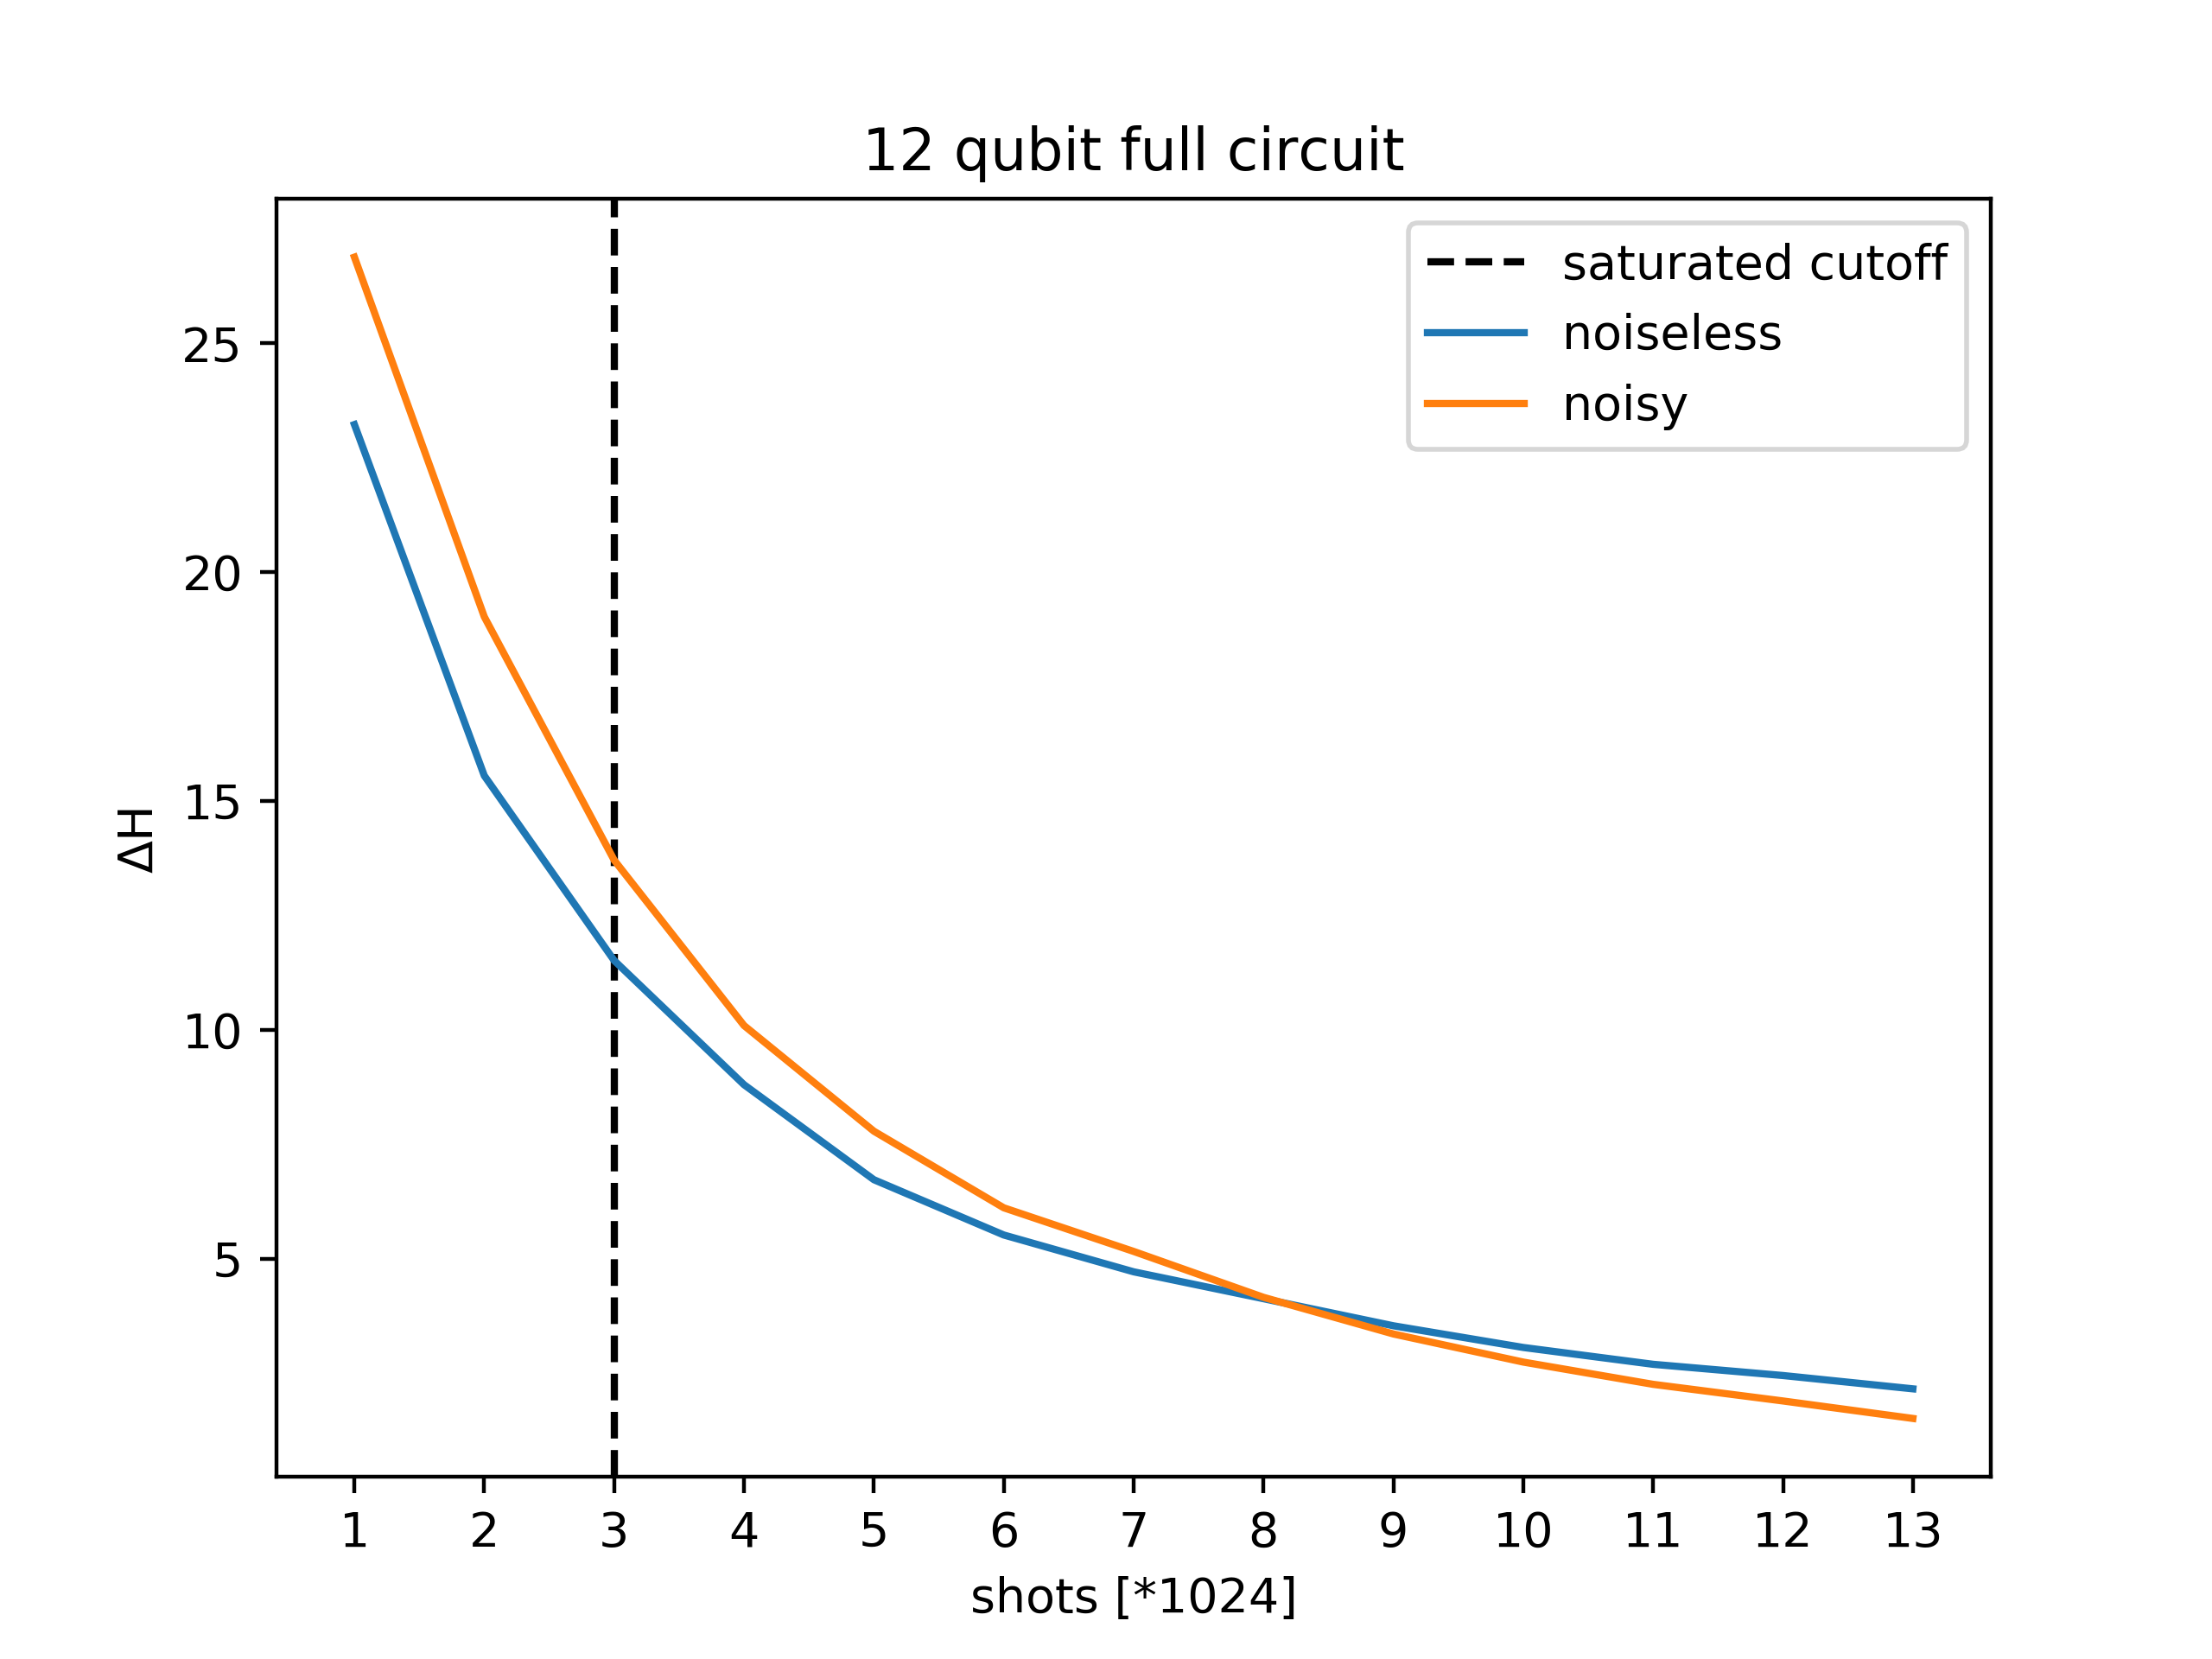 12 qubit full circuit
saturated cutoff
noiseless
noisy
25
20
15
10
5
ΔH
1 2 3 4 5 6 7 8 9 10 11 12 13
shots [*1024]